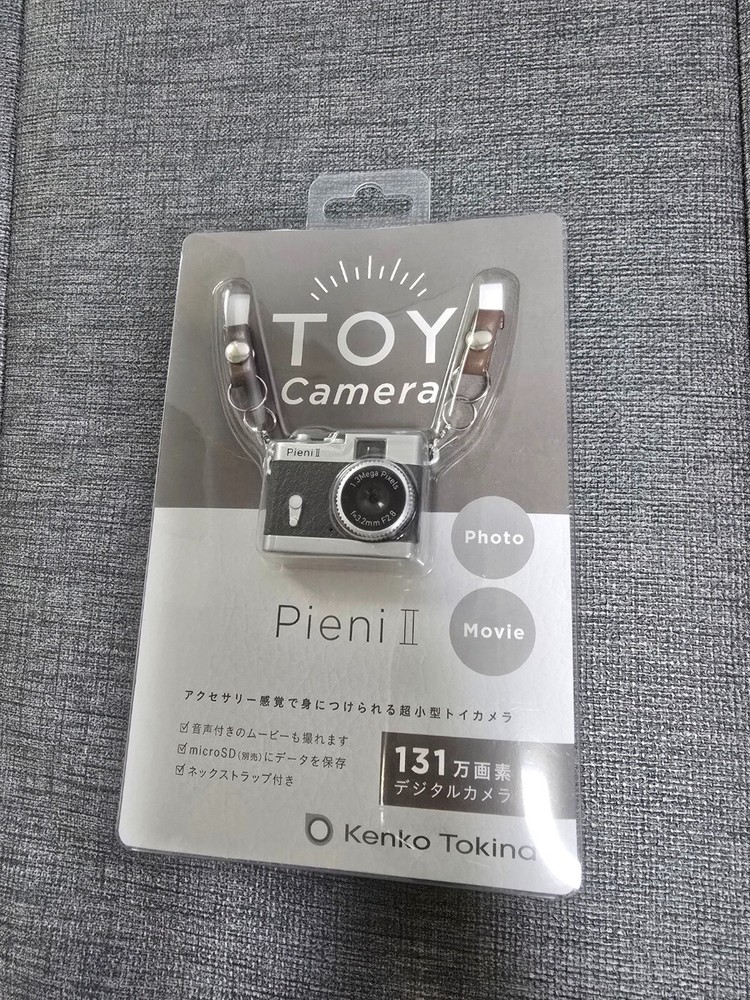 TOY
Camera
Pieni II
1.3Mega Pixels
f=3.2mm F2.8
Photo
Pieni II
Movie
アクセサリー感覚で身につけられる超小型トイカメラ
☑音声付きのムービーも撮れます
☑microSD(別売)にデータを保存
☑ネックストラップ付き
131万画素
デジタルカメラ
Kenko Tokina